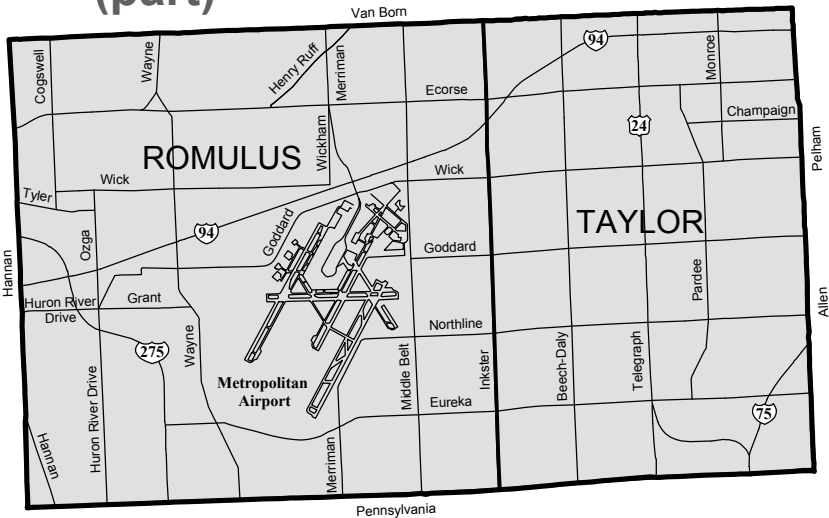 (part)
Van Born
Cogswell
Wayne
Henry Ruff
Merriman
94
Monroe
Ecorse
Champaign
24
Wickham
ROMULUS
Pelham
Wick
Wick
Tyler
TAYLOR
Goddard
94
Ozga
Goddard
Hannan
Pardee
Huron River
Drive
Grant
Allen
Northline
275
Wayne
Middle Belt
Inkster
Beech-Daly
Telegraph
Metropolitan
Airport
Eureka
75
Huron River Drive
Hannan
Merriman
Pennsylvania